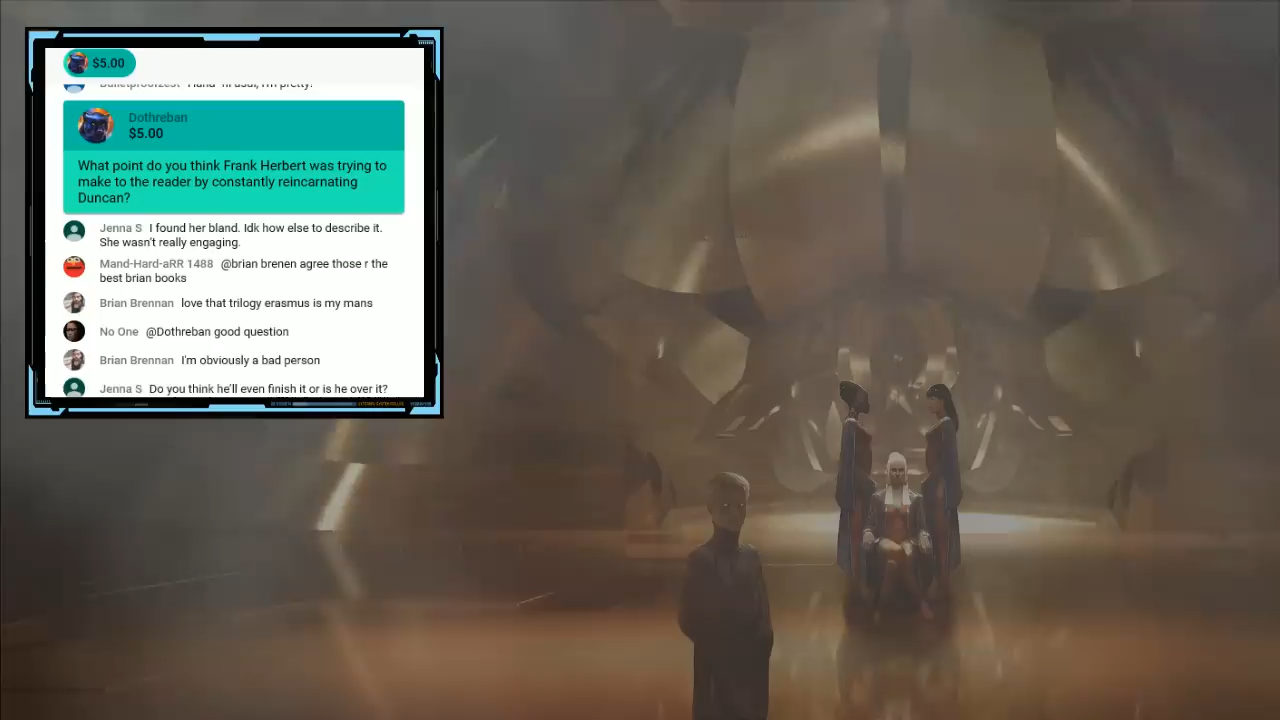 $5.00
Dothreban
$5.00
What point do you think Frank Herbert was trying to
make to the reader by constantly reincarnating
Duncan?
Jenna S I found her bland. Idk how else to describe it.
She wasn't really engaging.
Mand-Hard-aRR 1488 @brian brenen agree those r the
best brian books
Brian Brennan love that trilogy erasmus is my mans
No One @Dothreban good question
Brian Brennan I'm obviously a bad person
Jenna S Do you think he'll even finish it or is he over it?